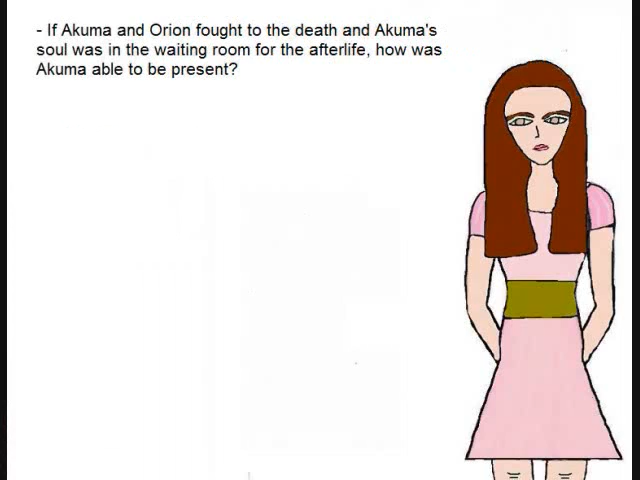 - If Akuma and Orion fought to the death and Akuma's
soul was in the waiting room for the afterlife, how was
Akuma able to be present?